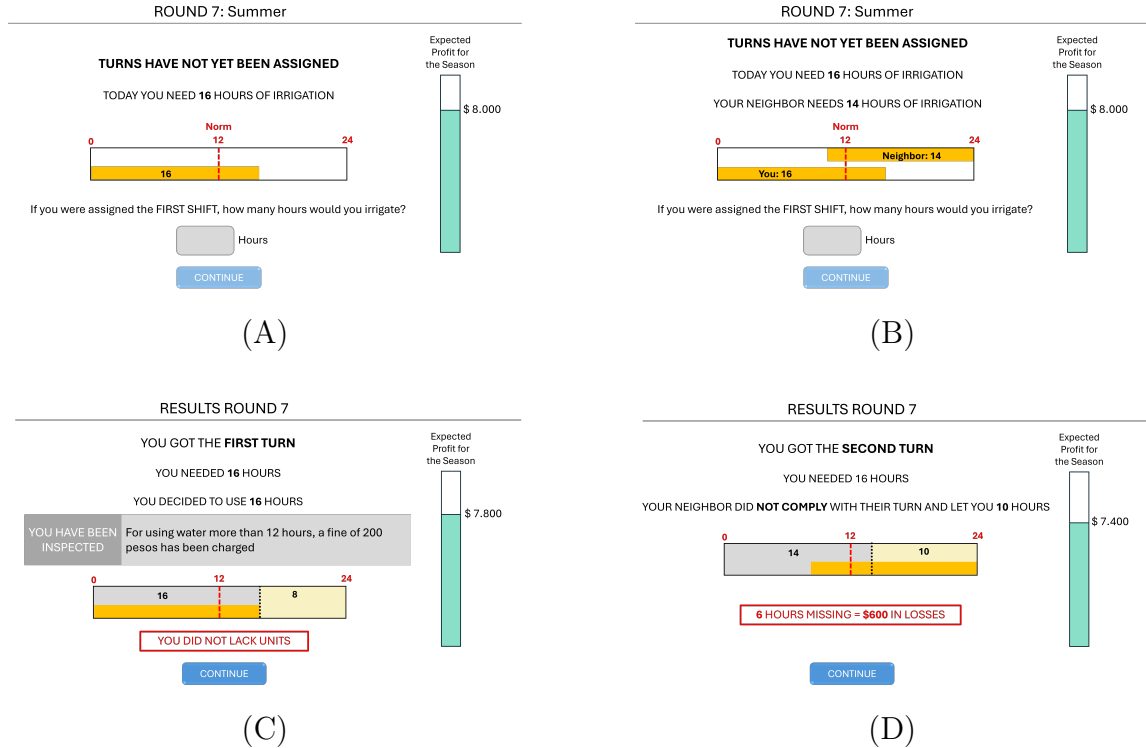 ROUND 7: Summer
Expected
Profit for
the Season
TURNS HAVE NOT YET BEEN ASSIGNED
TODAY YOU NEED 16 HOURS OF IRRIGATION
$ 8.000
Norm
0 12 24
16
If you were assigned the FIRST SHIFT, how many hours would you irrigate?
Hours
CONTINUE
(A)
ROUND 7: Summer
Expected
Profit for
the Season
TURNS HAVE NOT YET BEEN ASSIGNED
TODAY YOU NEED 16 HOURS OF IRRIGATION
YOUR NEIGHBOR NEEDS 14 HOURS OF IRRIGATION
$ 8.000
Norm
0 12 24
Neighbor: 14
You: 16
If you were assigned the FIRST SHIFT, how many hours would you irrigate?
Hours
CONTINUE
(B)
RESULTS ROUND 7
Expected
Profit for
the Season
YOU GOT THE FIRST TURN
YOU NEEDED 16 HOURS
YOU DECIDED TO USE 16 HOURS
$ 7.800
YOU HAVE BEEN
INSPECTED
For using water more than 12 hours, a fine of 200
pesos has been charged
0 12 24
16 8
YOU DID NOT LACK UNITS
CONTINUE
(C)
RESULTS ROUND 7
Expected
Profit for
the Season
YOU GOT THE SECOND TURN
YOU NEEDED 16 HOURS
YOUR NEIGHBOR DID NOT COMPLY WITH THEIR TURN AND LET YOU 10 HOURS
$ 7.400
0 12 24
14 10
6 HOURS MISSING = $600 IN LOSSES
CONTINUE
(D)